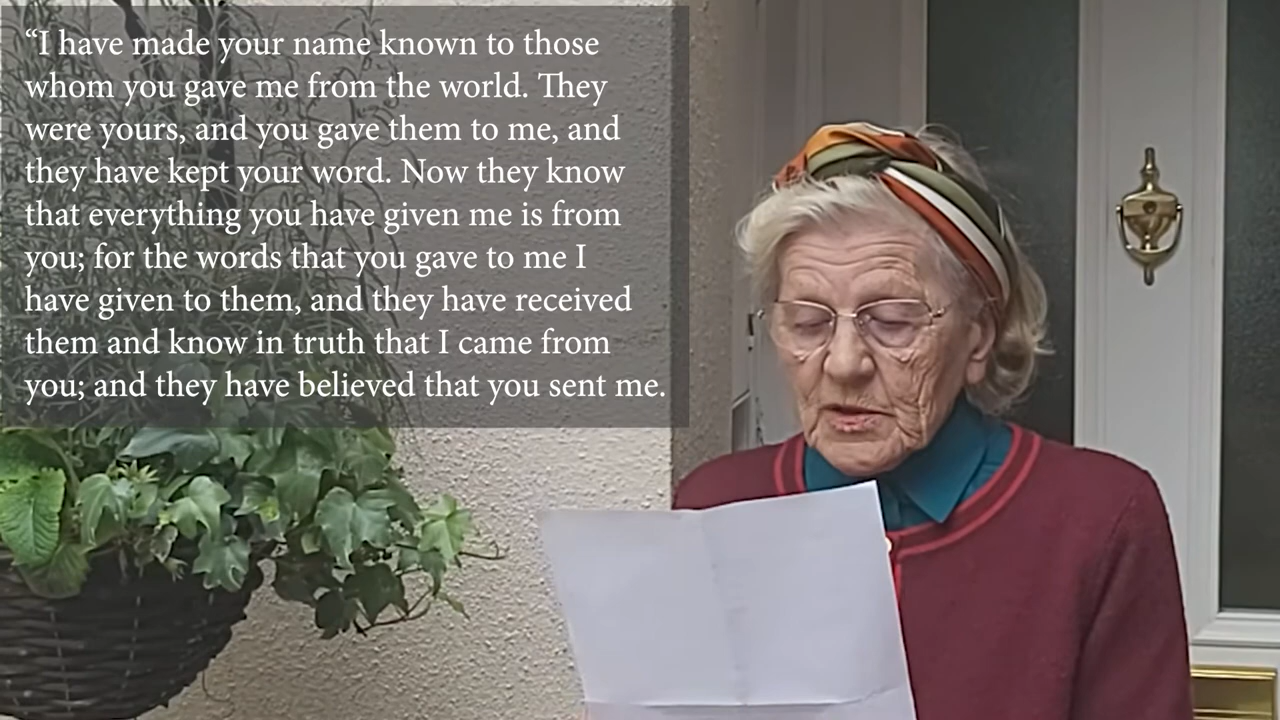 “I have made your name known to those
whom you gave me from the world. They
were yours, and you gave them to me, and
they have kept your word. Now they know
that everything you have given me is from
you; for the words that you gave to me I
have given to them, and they have received
them and know in truth that I came from
you; and they have believed that you sent me.